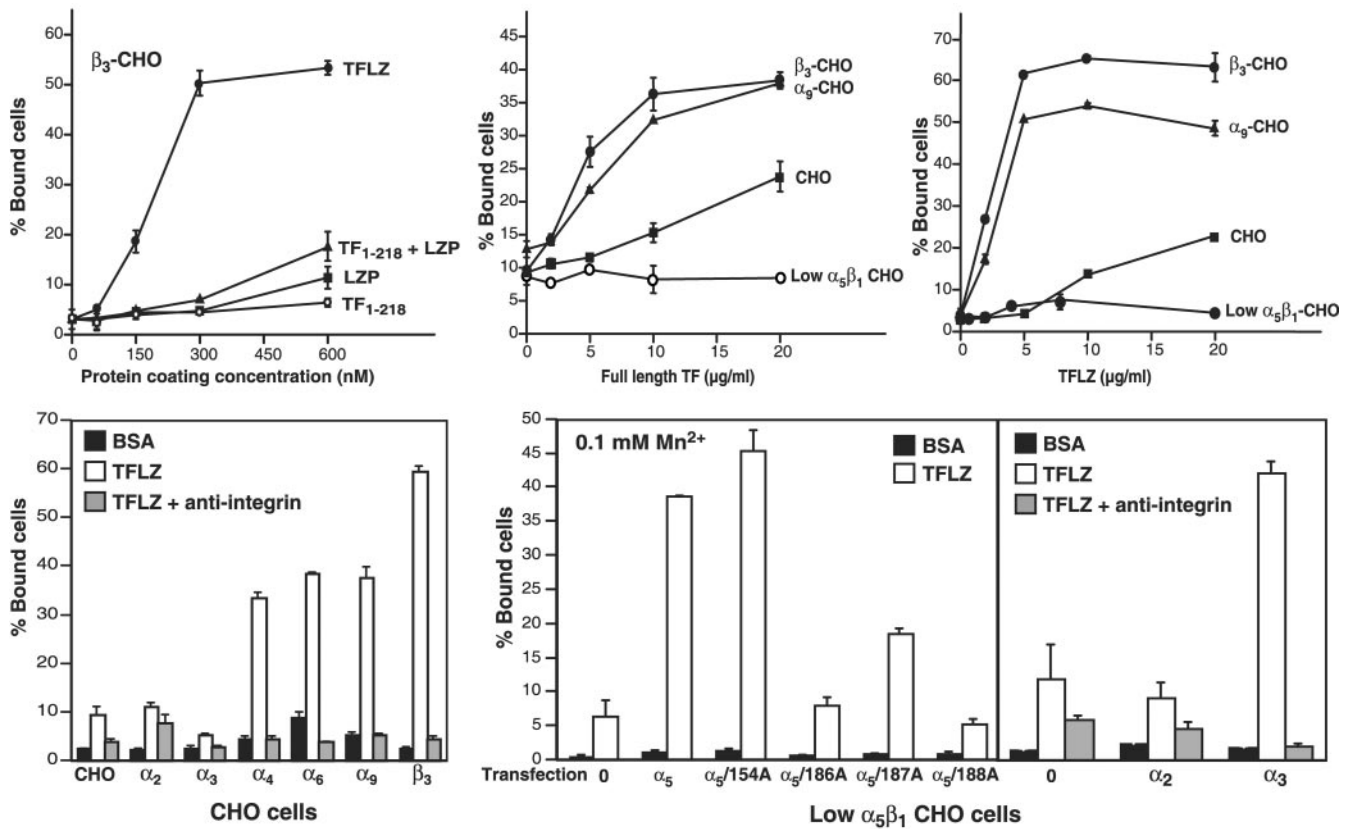 β3-CHO
% Bound cells
60
50
40
30
20
10
0
TFLZ
TF1-218 + LZP
LZP
TF1-218
0 150 300 450 600
Protein coating concentration (nM)
% Bound cells
45
40
35
30
25
20
15
10
5
0
β3-CHO
α9-CHO
CHO
Low α5β1 CHO
0 5 10 15 20
Full length TF (µg/ml)
% Bound cells
70
60
50
40
30
20
10
0
β3-CHO
α9-CHO
CHO
Low α5β1-CHO
0 5 10 15 20
TFLZ (µg/ml)
% Bound cells
70
60
50
40
30
20
10
0
BSA
TFLZ
TFLZ + anti-integrin
CHO α2 α3 α4 α6 α9 β3
CHO cells
% Bound cells
50
45
40
35
30
25
20
15
10
5
0
0.1 mM Mn2+
BSA
TFLZ
BSA
TFLZ
TFLZ + anti-integrin
Transfection 0 α5 α5/154A α5/186A α5/187A α5/188A 0 α2 α3
Low α5β1 CHO cells